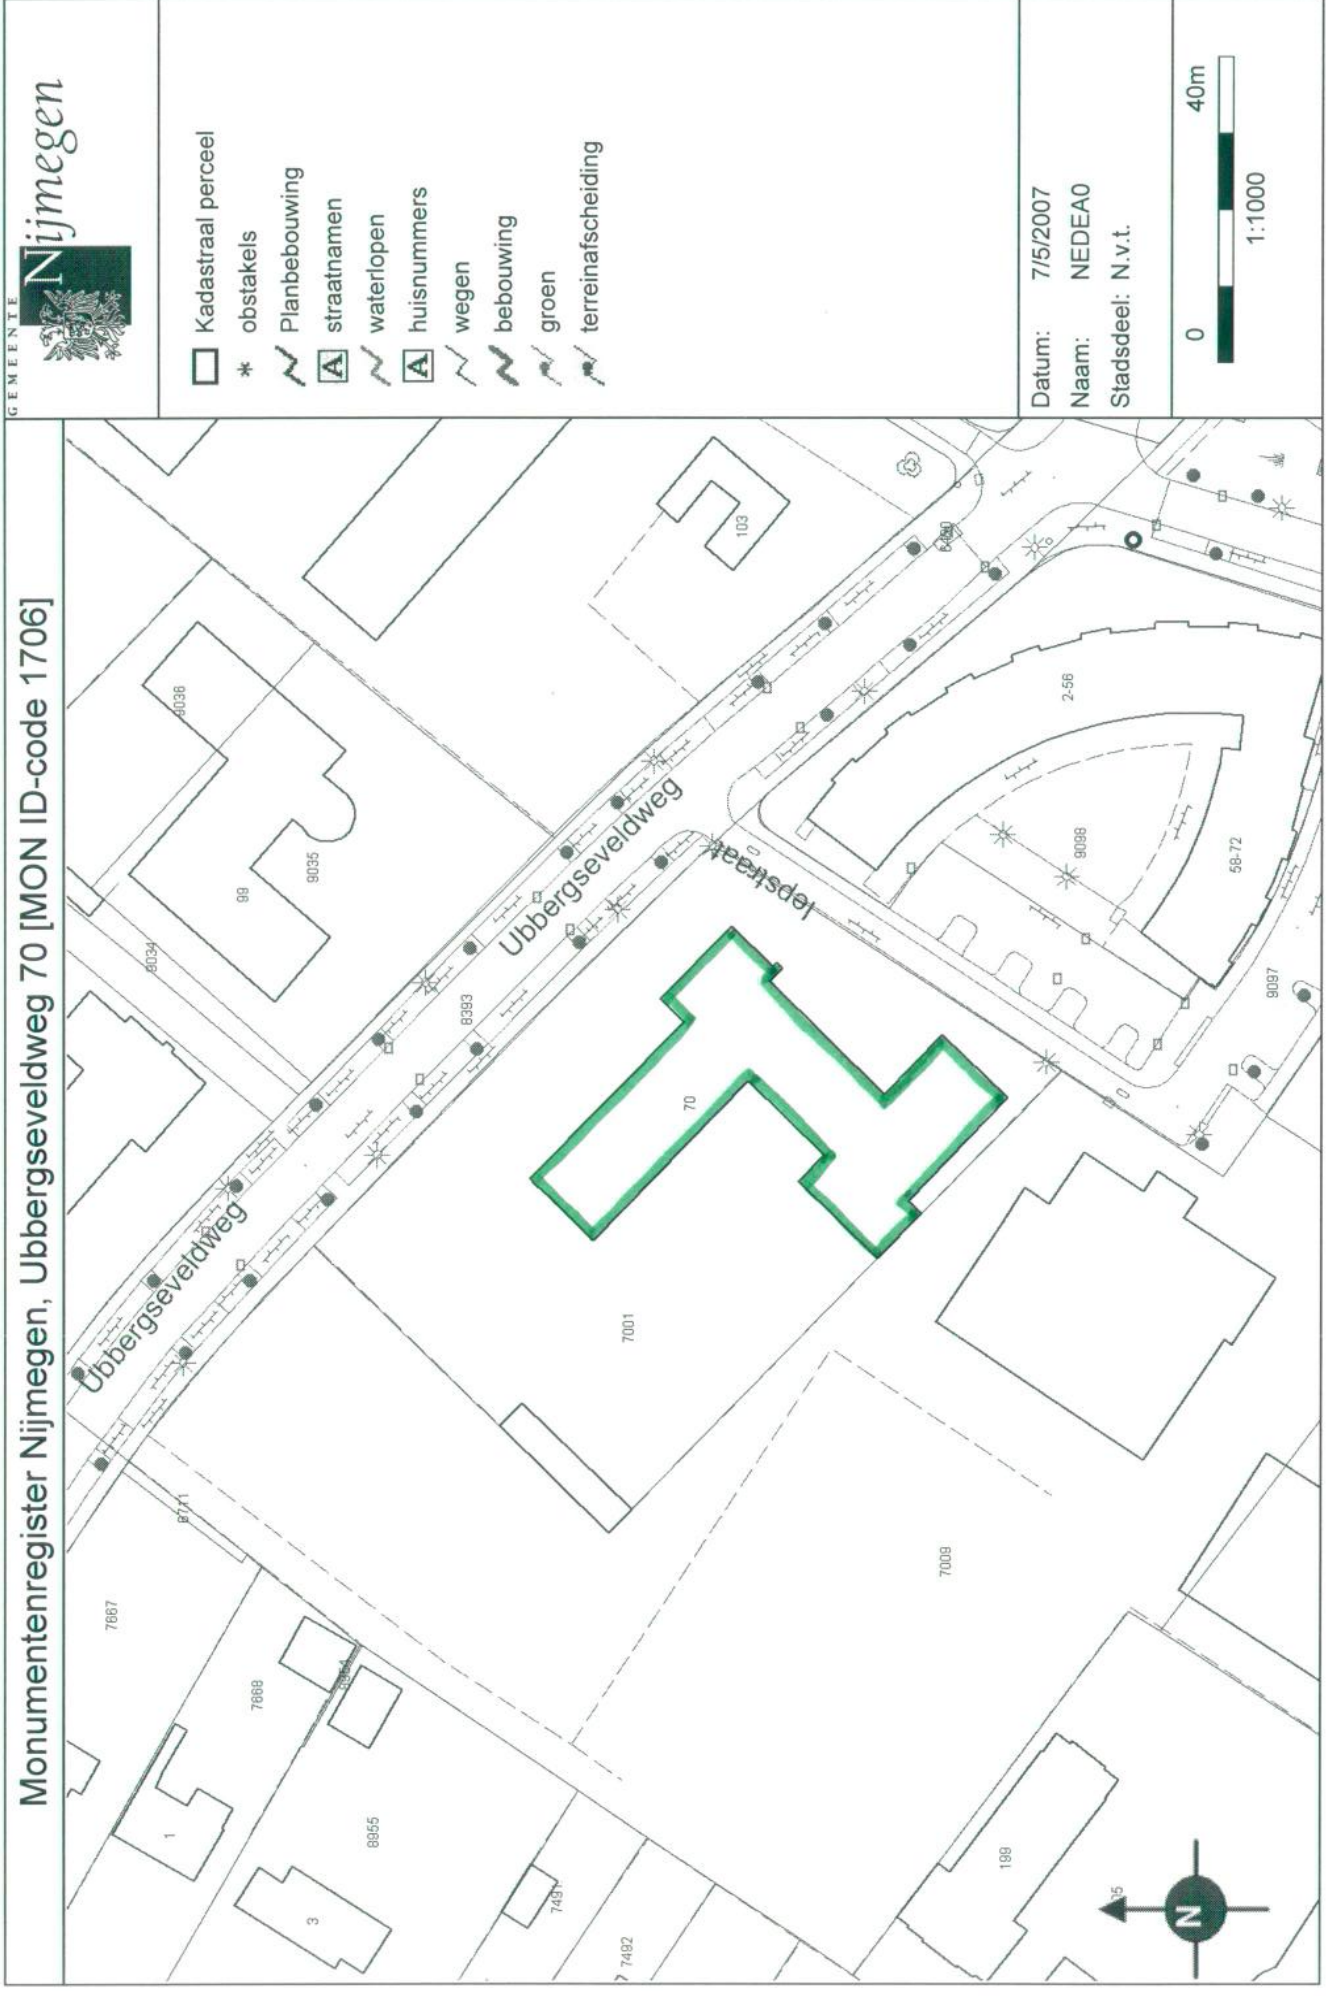 Monumentenregister Nijmegen, Ubbergseveldweg 70 [MON ID-code 1706]
GEMEENTE
Nijmegen
Kadastraal perceel
obstakels
Planbebouwing
A straatnamen
waterlopen
A huisnummers
wegen
bebouwing
groen
terreinafscheiding
Datum: 7/5/2007
Naam: NEDEA0
Stadsdeel: N.v.t.
0 40m
1:1000
Ubbergseveldweg
Ubbergseveldweg
Iepstraat
9036
9035
99
9034
8393
103
2-56
9098
58-72
9097
70
7001
7009
7667
7668
8955
1
3
7492
199
N